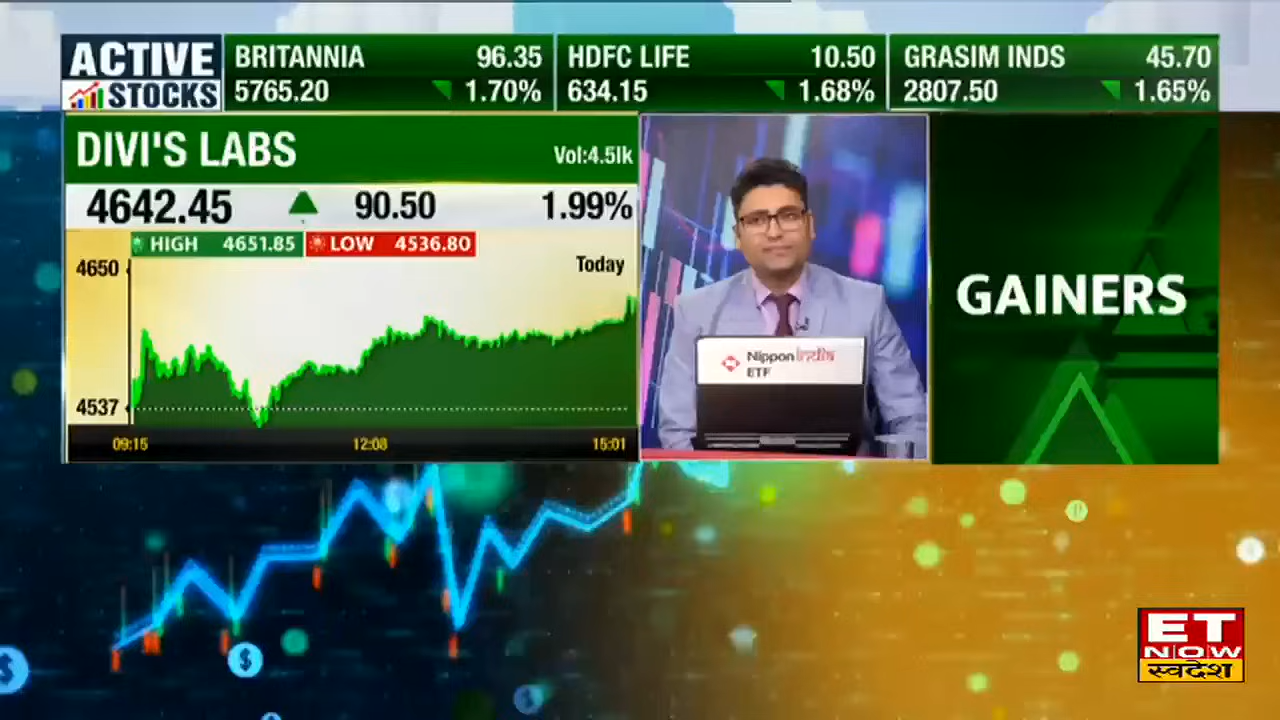 ACTIVE
STOCKS
BRITANNIA 96.35
5765.20 1.70%
HDFC LIFE 10.50
634.15 1.68%
GRASIM INDS 45.70
2807.50 1.65%
DIVI'S LABS Vol:4.5lk
4642.45 90.50 1.99%
HIGH 4651.85 LOW 4536.80
4650 Today
4537
09:15 12:08 15:01
Nippon india
ETF
GAINERS
ET
NOW
स्वदेश